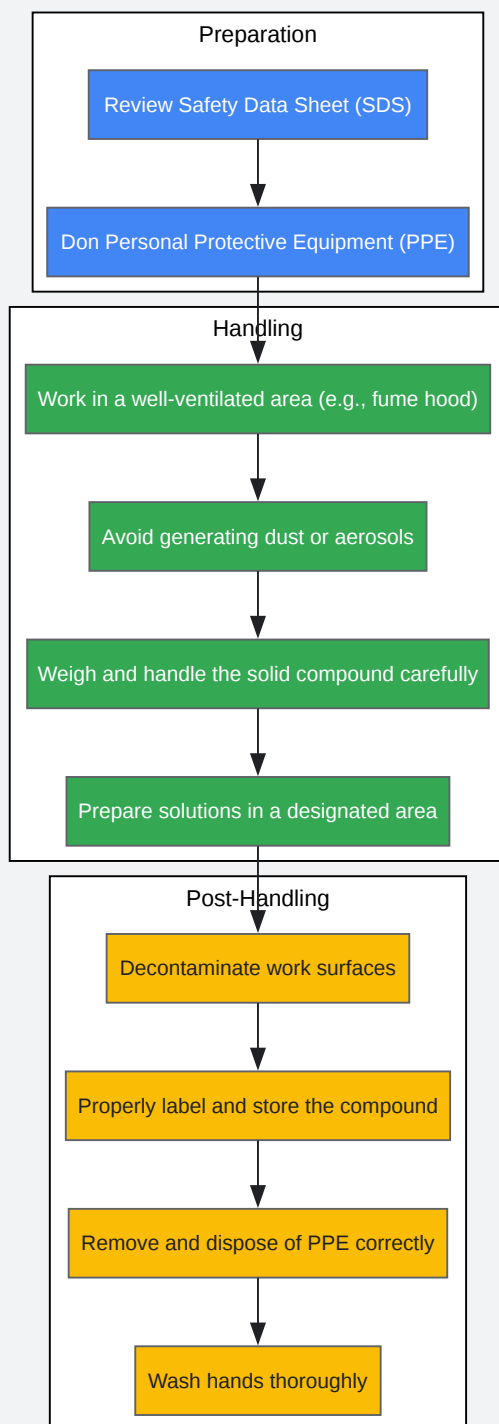 Preparation
Review Safety Data Sheet (SDS)
Don Personal Protective Equipment (PPE)
Handling
Work in a well-ventilated area (e.g., fume hood)
Avoid generating dust or aerosols
Weigh and handle the solid compound carefully
Prepare solutions in a designated area
Post-Handling
Decontaminate work surfaces
Properly label and store the compound
Remove and dispose of PPE correctly
Wash hands thoroughly